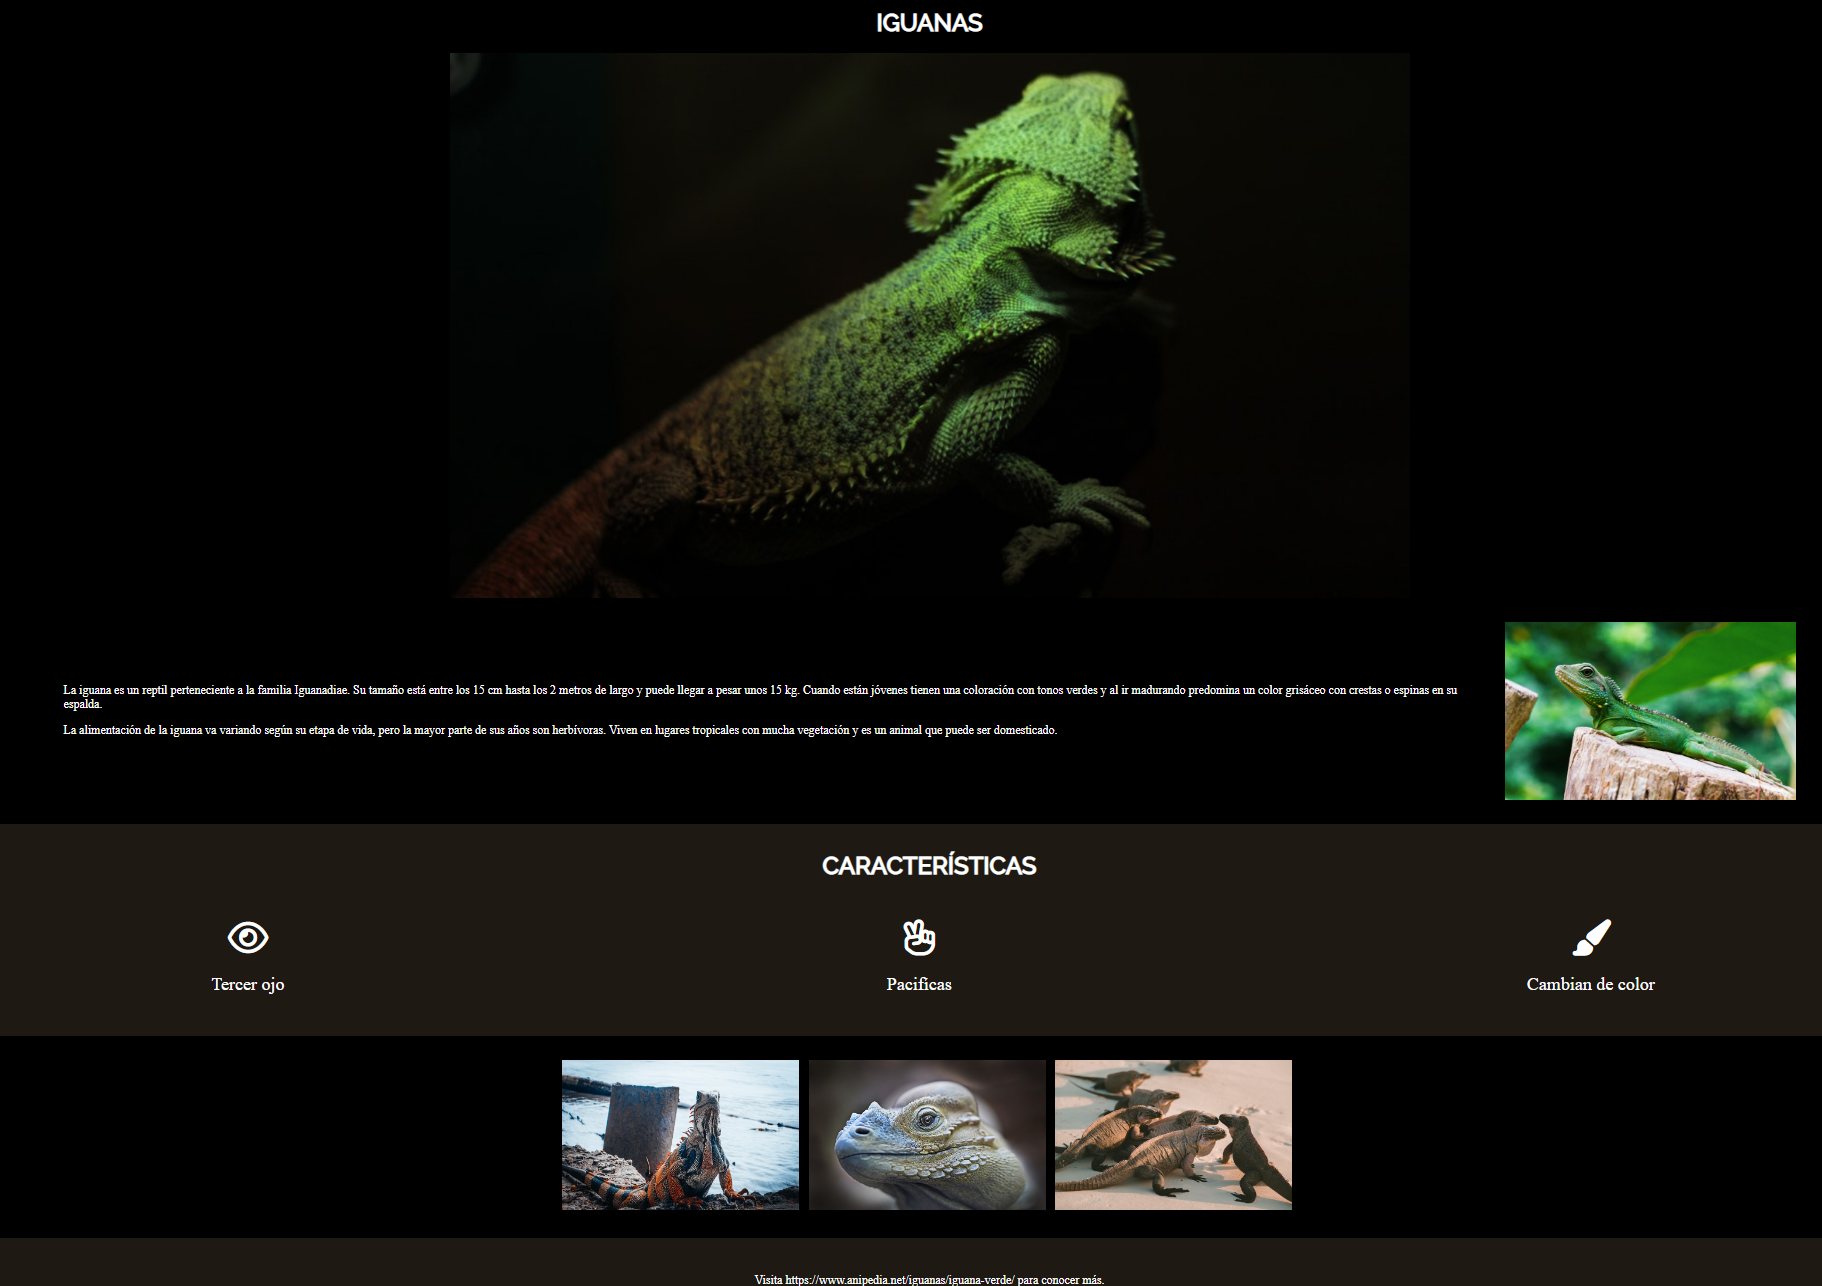 IGUANAS
La iguana es un reptil perteneciente a la familia Iguanadiae. Su tamaño está entre los 15 cm hasta los 2 metros de largo y puede llegar a pesar unos 15 kg. Cuando están jóvenes tienen una coloración con tonos verdes y al ir madurando predomina un color grisáceo con crestas o espinas en su
espalda.
La alimentación de la iguana va variando según su etapa de vida, pero la mayor parte de sus años son herbívoras. Viven en lugares tropicales con mucha vegetación y es un animal que puede ser domesticado.
CARACTERÍSTICAS
Tercer ojo
Pacificas
Cambian de color
Visita https://www.anipedia.net/iguanas/iguana-verde/ para conocer más.